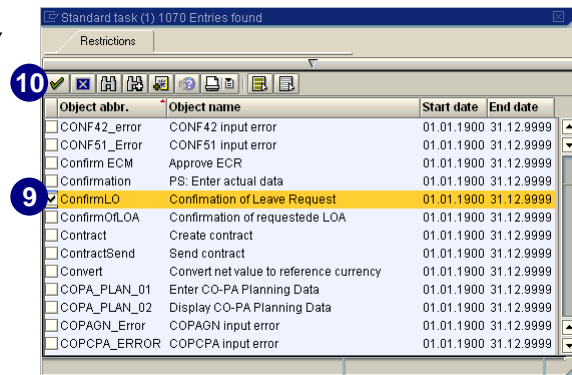 Standard task (1) 1070 Entries found
Restrictions
10
Object abbr. Object name Start date End date
CONF42_error CONF42 input error 01.01.1900 31.12.9999
CONF51_Error CONF51 input error 01.01.1900 31.12.9999
Confirm ECM Approve ECR 01.01.1900 31.12.9999
Confirmation PS: Enter actual data 01.01.1900 31.12.9999
9 ConfirmLO Confimation of Leave Request 01.01.1900 31.12.9999
ConfirmOfLOA Confirmation of requestede LOA 01.01.1900 31.12.9999
Contract Create contract 01.01.1900 31.12.9999
ContractSend Send contract 01.01.1900 31.12.9999
Convert Convert net value to reference currency 01.01.1900 31.12.9999
COPA_PLAN_01 Enter CO-PA Planning Data 01.01.1900 31.12.9999
COPA_PLAN_02 Display CO-PA Planning Data 01.01.1900 31.12.9999
COPAGN_Error COPAGN input error 01.01.1900 31.12.9999
COPCPA_ERROR COPCPA input error 01.01.1900 31.12.9999